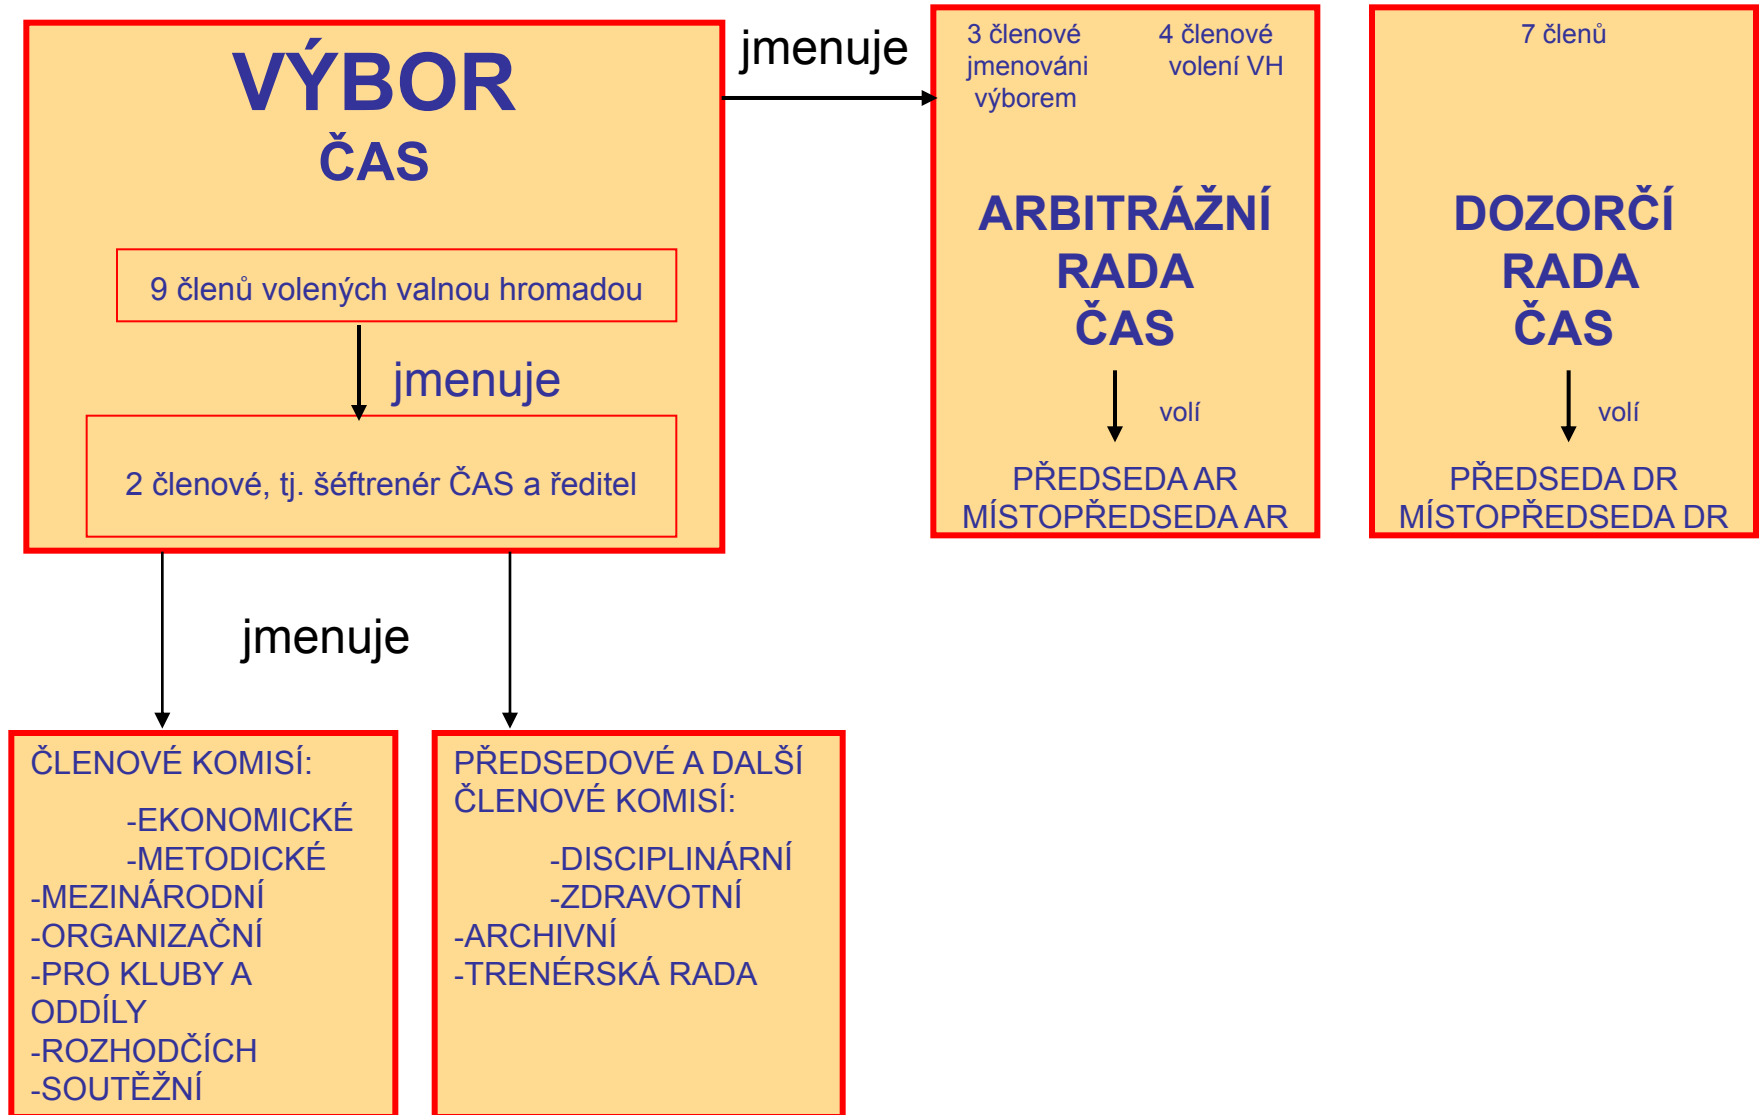 VÝBOR
ČAS
9 členů volených valnou hromadou
jmenuje
2 členové, tj. šéftrenér ČAS a ředitel
jmenuje
3 členové
jmenováni
výborem
4 členové
volení VH
ARBITRÁŽNÍ
RADA
ČAS
volí
PŘEDSEDA AR
MÍSTOPŘEDSEDA AR
7 členů
DOZORČÍ
RADA
ČAS
volí
PŘEDSEDA DR
MÍSTOPŘEDSEDA DR
jmenuje
ČLENOVÉ KOMISÍ:
-EKONOMICKÉ
-METODICKÉ
-MEZINÁRODNÍ
-ORGANIZAČNÍ
-PRO KLUBY A
ODDÍLY
-ROZHODČÍCH
-SOUTĚŽNÍ
PŘEDSEDOVÉ A DALŠÍ
ČLENOVÉ KOMISÍ:
-DISCIPLINÁRNÍ
-ZDRAVOTNÍ
-ARCHIVNÍ
-TRENÉRSKÁ RADA